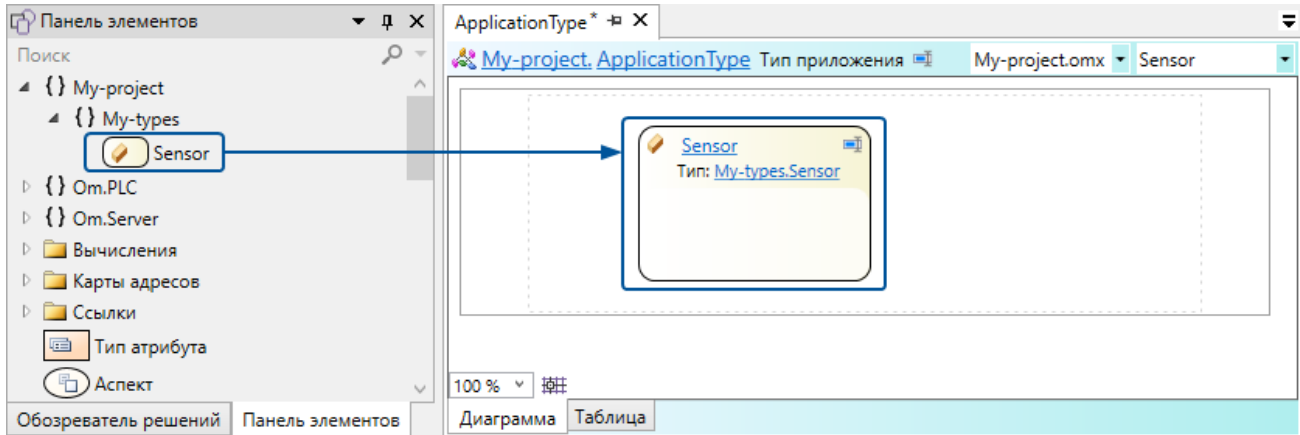 Панель элементов
Поиск
{ } My-project
{ } My-types
Sensor
{ } Om.PLC
{ } Om.Server
Вычисления
Карты адресов
Ссылки
Тип атрибута
Аспект
Обозреватель решений Панель элементов
ApplicationType*
My-project. ApplicationType Тип приложения My-project.omx Sensor
Sensor
Тип: My-types.Sensor
100 %
Диаграмма Таблица